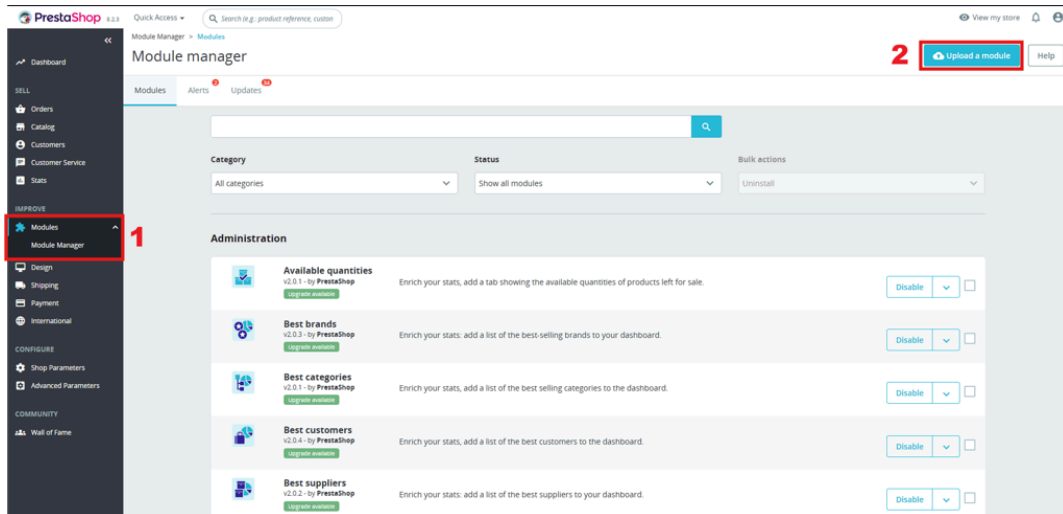 PrestaShop 8.2.3
Quick Access
Search (e.g.: product reference, custon
View my store
Module Manager > Modules
Module manager
2
Upload a module
Help
Modules
Alerts
2
Updates
34
Dashboard
SELL
Orders
Catalog
Customers
Customer Service
Stats
IMPROVE
Modules
Module Manager
1
Design
Shipping
Payment
International
CONFIGURE
Shop Parameters
Advanced Parameters
COMMUNITY
Wall of Fame
Category
Status
Bulk actions
All categories
Show all modules
Uninstall
Administration
Available quantities
v2.0.1 - by PrestaShop
Upgrade available
Enrich your stats, add a tab showing the available quantities of products left for sale.
Disable
Best brands
v2.0.3 - by PrestaShop
Upgrade available
Enrich your stats: add a list of the best-selling brands to your dashboard.
Disable
Best categories
v2.0.1 - by PrestaShop
Upgrade available
Enrich your stats, add a list of the best selling categories to the dashboard.
Disable
Best customers
v2.0.4 - by PrestaShop
Upgrade available
Enrich your stats, add a list of the best customers to the dashboard.
Disable
Best suppliers
v2.0.2 - by PrestaShop
Upgrade available
Enrich your stats: add a list of the best suppliers to your dashboard.
Disable